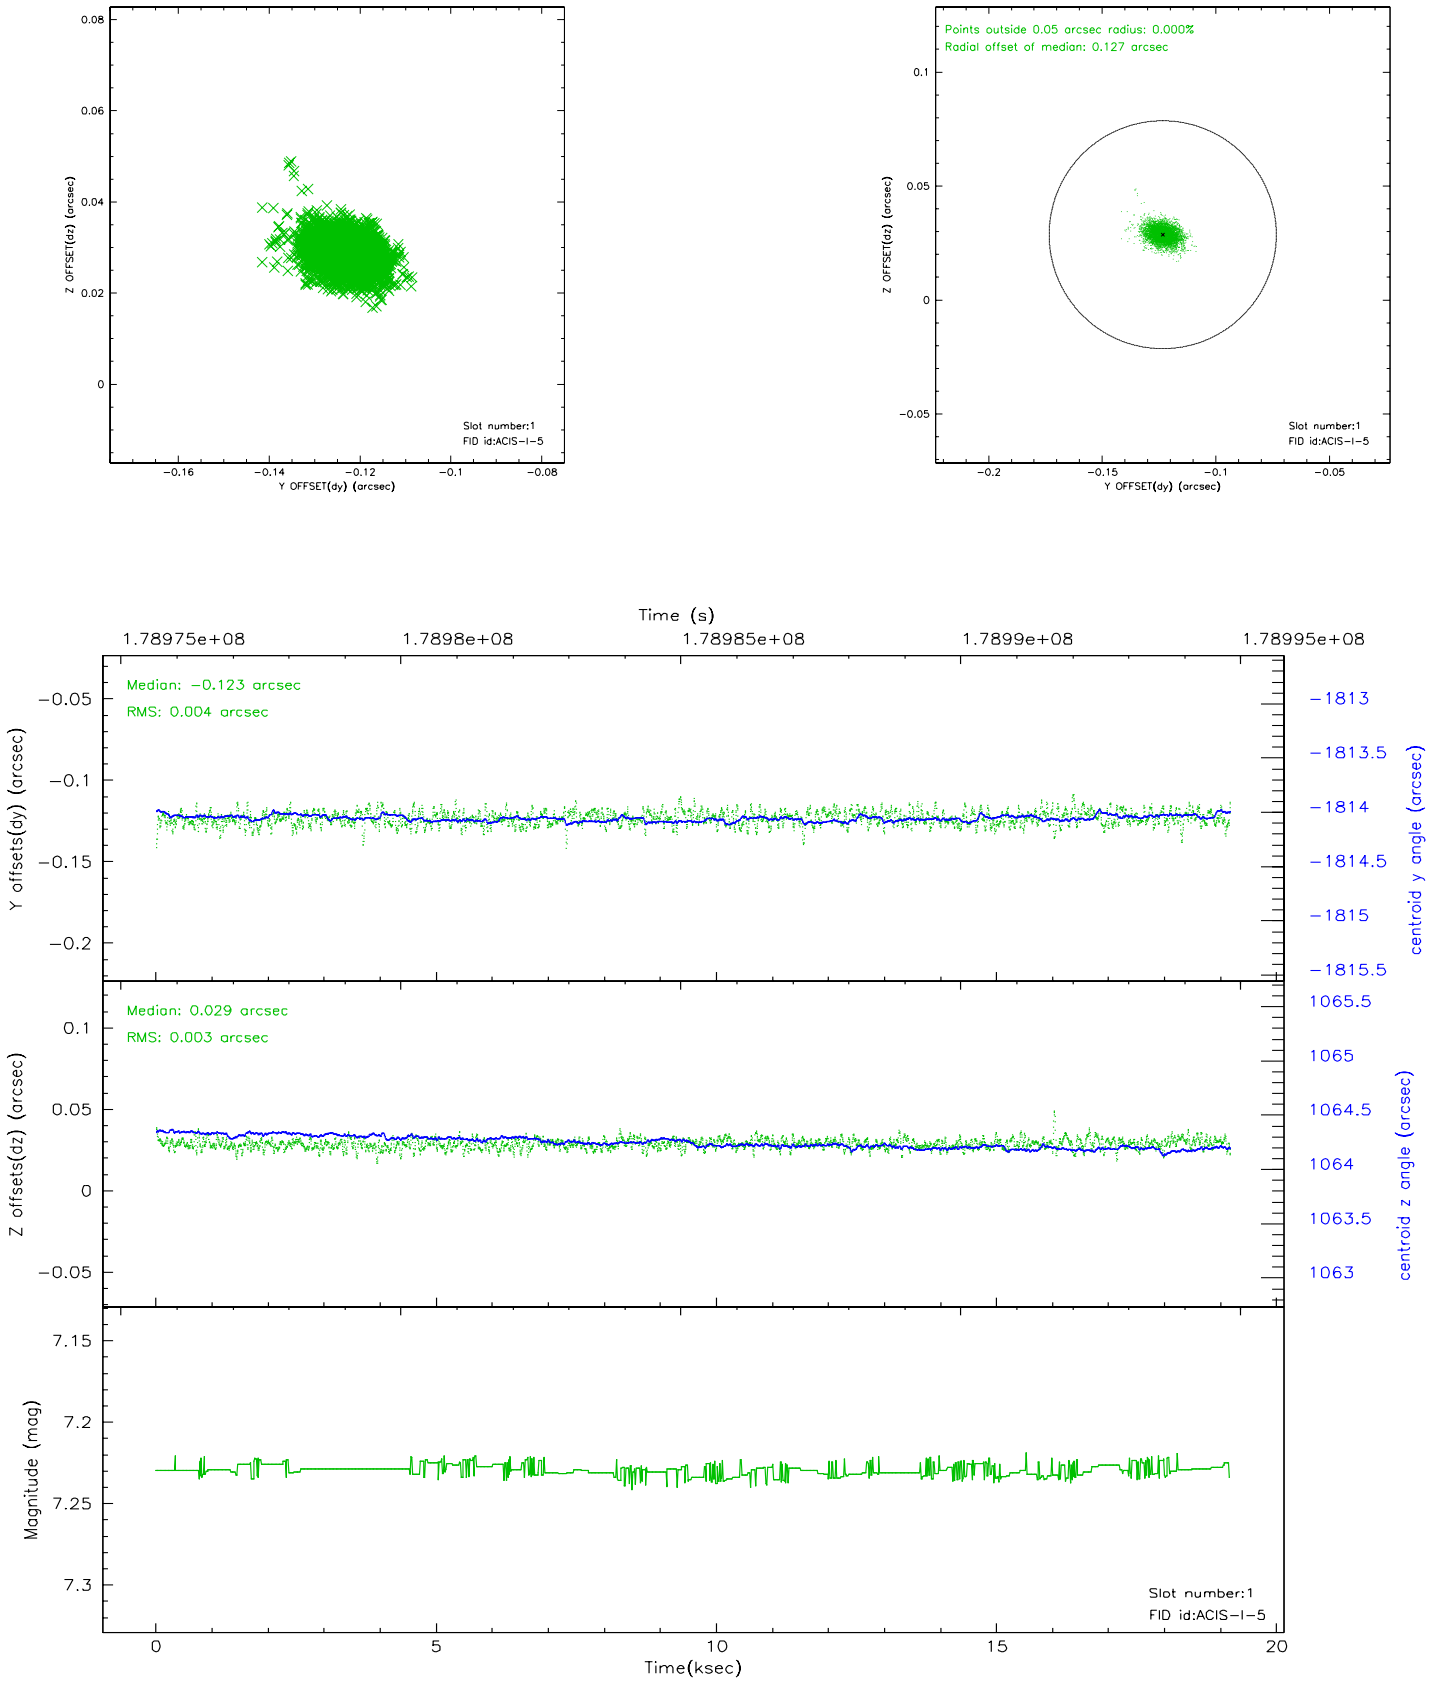 0.08
0.06
0.04
0.02
0
Z OFFSET(dz) (arcsec)
Slot number:1
FID id:ACIS-I-5
-0.16 -0.14 -0.12 -0.1 -0.08
Y OFFSET(dy) (arcsec)
Points outside 0.05 arcsec radius: 0.000%
Radial offset of median: 0.127 arcsec
0.1
0.05
0
-0.05
Z OFFSET(dz) (arcsec)
Slot number:1
FID id:ACIS-I-5
-0.2 -0.15 -0.1 -0.05
Y OFFSET(dy) (arcsec)
Time (s)
1.78975e+08 1.7898e+08 1.78985e+08 1.7899e+08 1.78995e+08
Median: -0.123 arcsec
RMS: 0.004 arcsec
-0.05
-0.1
-0.15
-0.2
Y offsets(dy) (arcsec)
-1813
-1813.5
-1814
-1814.5
-1815
-1815.5
centroid y angle (arcsec)
Median: 0.029 arcsec
RMS: 0.003 arcsec
0.1
0.05
0
-0.05
Z offsets(dz) (arcsec)
1065.5
1065
1064.5
1064
1063.5
1063
centroid z angle (arcsec)
7.15
7.2
7.25
7.3
Magnitude (mag)
Slot number:1
FID id:ACIS-I-5
0 5 10 15 20
Time(ksec)